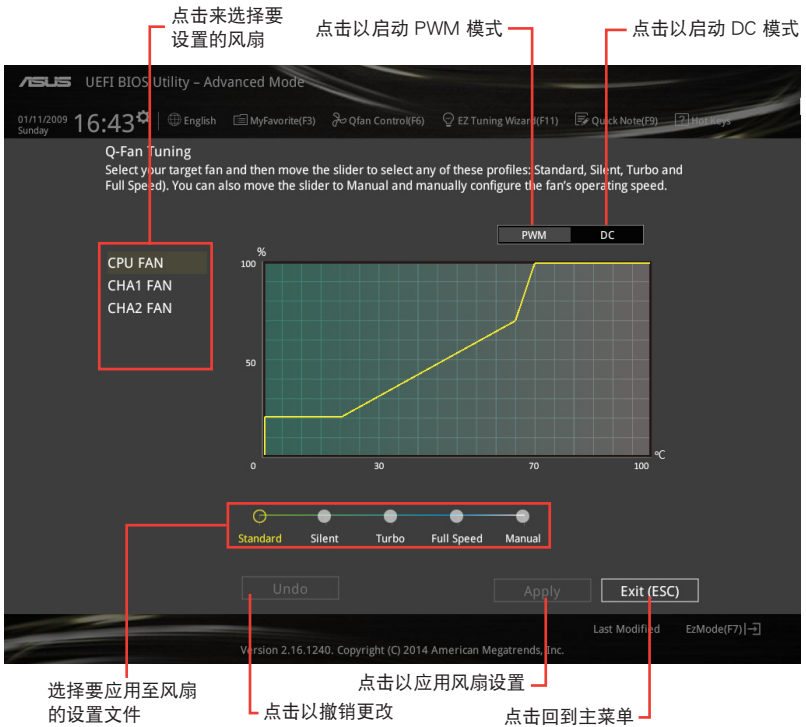 点击来选择要
设置的风扇
点击以启动 PWM 模式
点击以启动 DC 模式
ASUS UEFI BIOS Utility – Advanced Mode
01/11/2009
Sunday
16:43
English MyFavorite(F3) Qfan Control(F6) EZ Tuning Wizard(F11) Quick Note(F9) ? Hot Keys
Q-Fan Tuning
Select your target fan and then move the slider to select any of these profiles: Standard, Silent, Turbo and
Full Speed). You can also move the slider to Manual and manually configure the fan's operating speed.
PWM DC
CPU FAN
CHA1 FAN
CHA2 FAN
%
100
50
0 30 70 100
°C
Standard Silent Turbo Full Speed Manual
Undo Apply Exit (ESC)
Last Modified EzMode(F7)
Version 2.16.1240. Copyright (C) 2014 American Megatrends, Inc.
选择要应用至风扇
的设置文件
点击以撤销更改
点击以应用风扇设置
点击回到主菜单